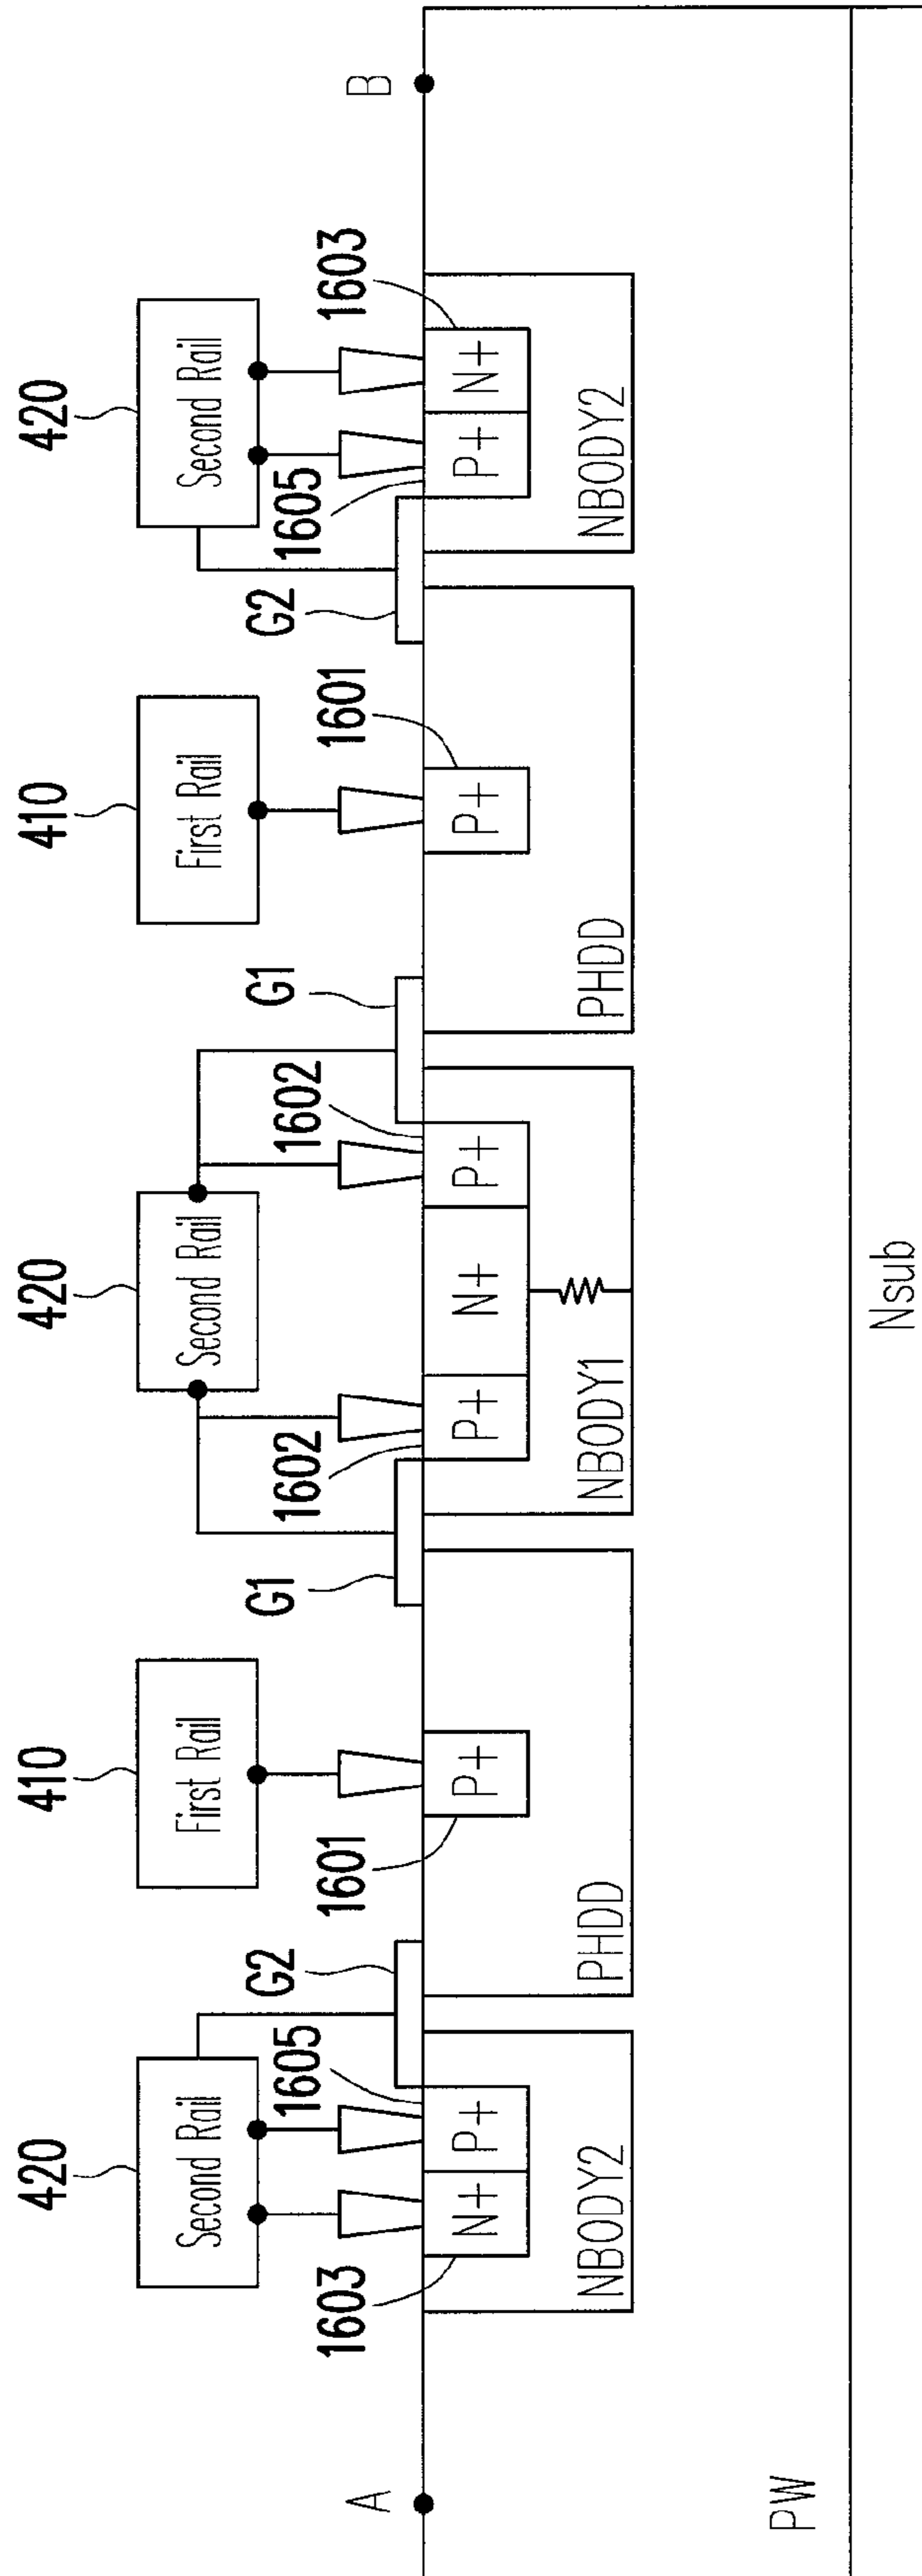 420
410
420
410
420
Second Rail
First Rail
Second Rail
First Rail
Second Rail
1605
G2
G1
1602
1602
G1
G2
1605
1603
1601
1601
1603
A
B
N+
P+
P+
P+
N+
P+
P+
P+
N+
NBODY2
PHDD
NBODY1
PHDD
NBODY2
PW
Nsub